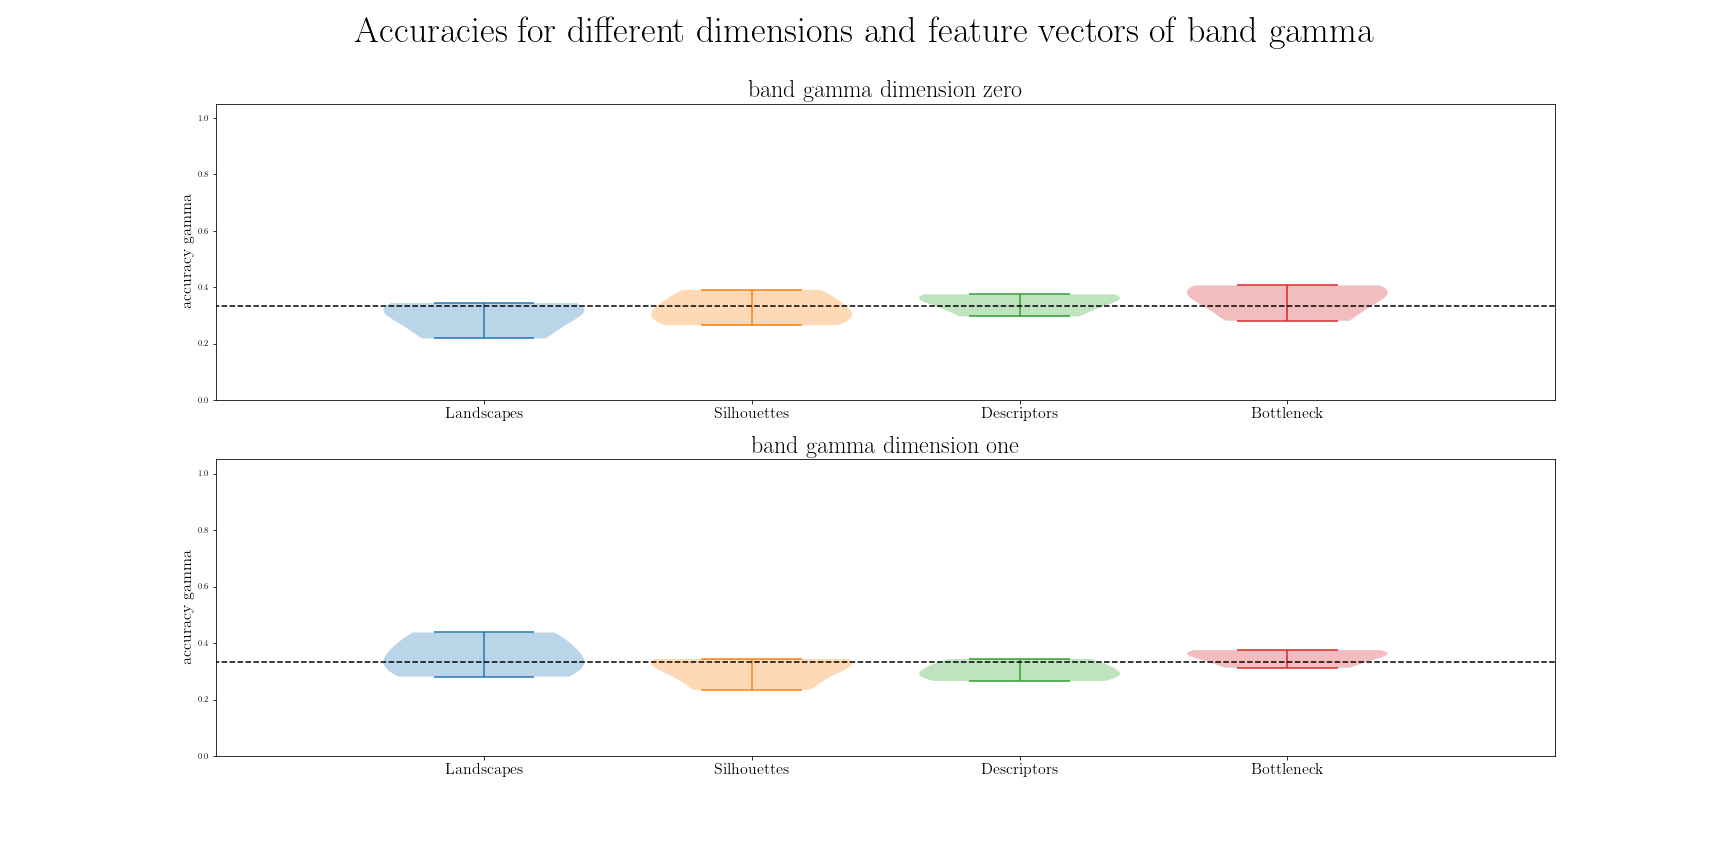 Accuracies for different dimensions and feature vectors of band gamma
band gamma dimension zero
1.0
0.8
0.6
0.4
0.2
0.0
accuracy gamma
Landscapes Silhouettes Descriptors Bottleneck
band gamma dimension one
1.0
0.8
0.6
0.4
0.2
0.0
accuracy gamma
Landscapes Silhouettes Descriptors Bottleneck